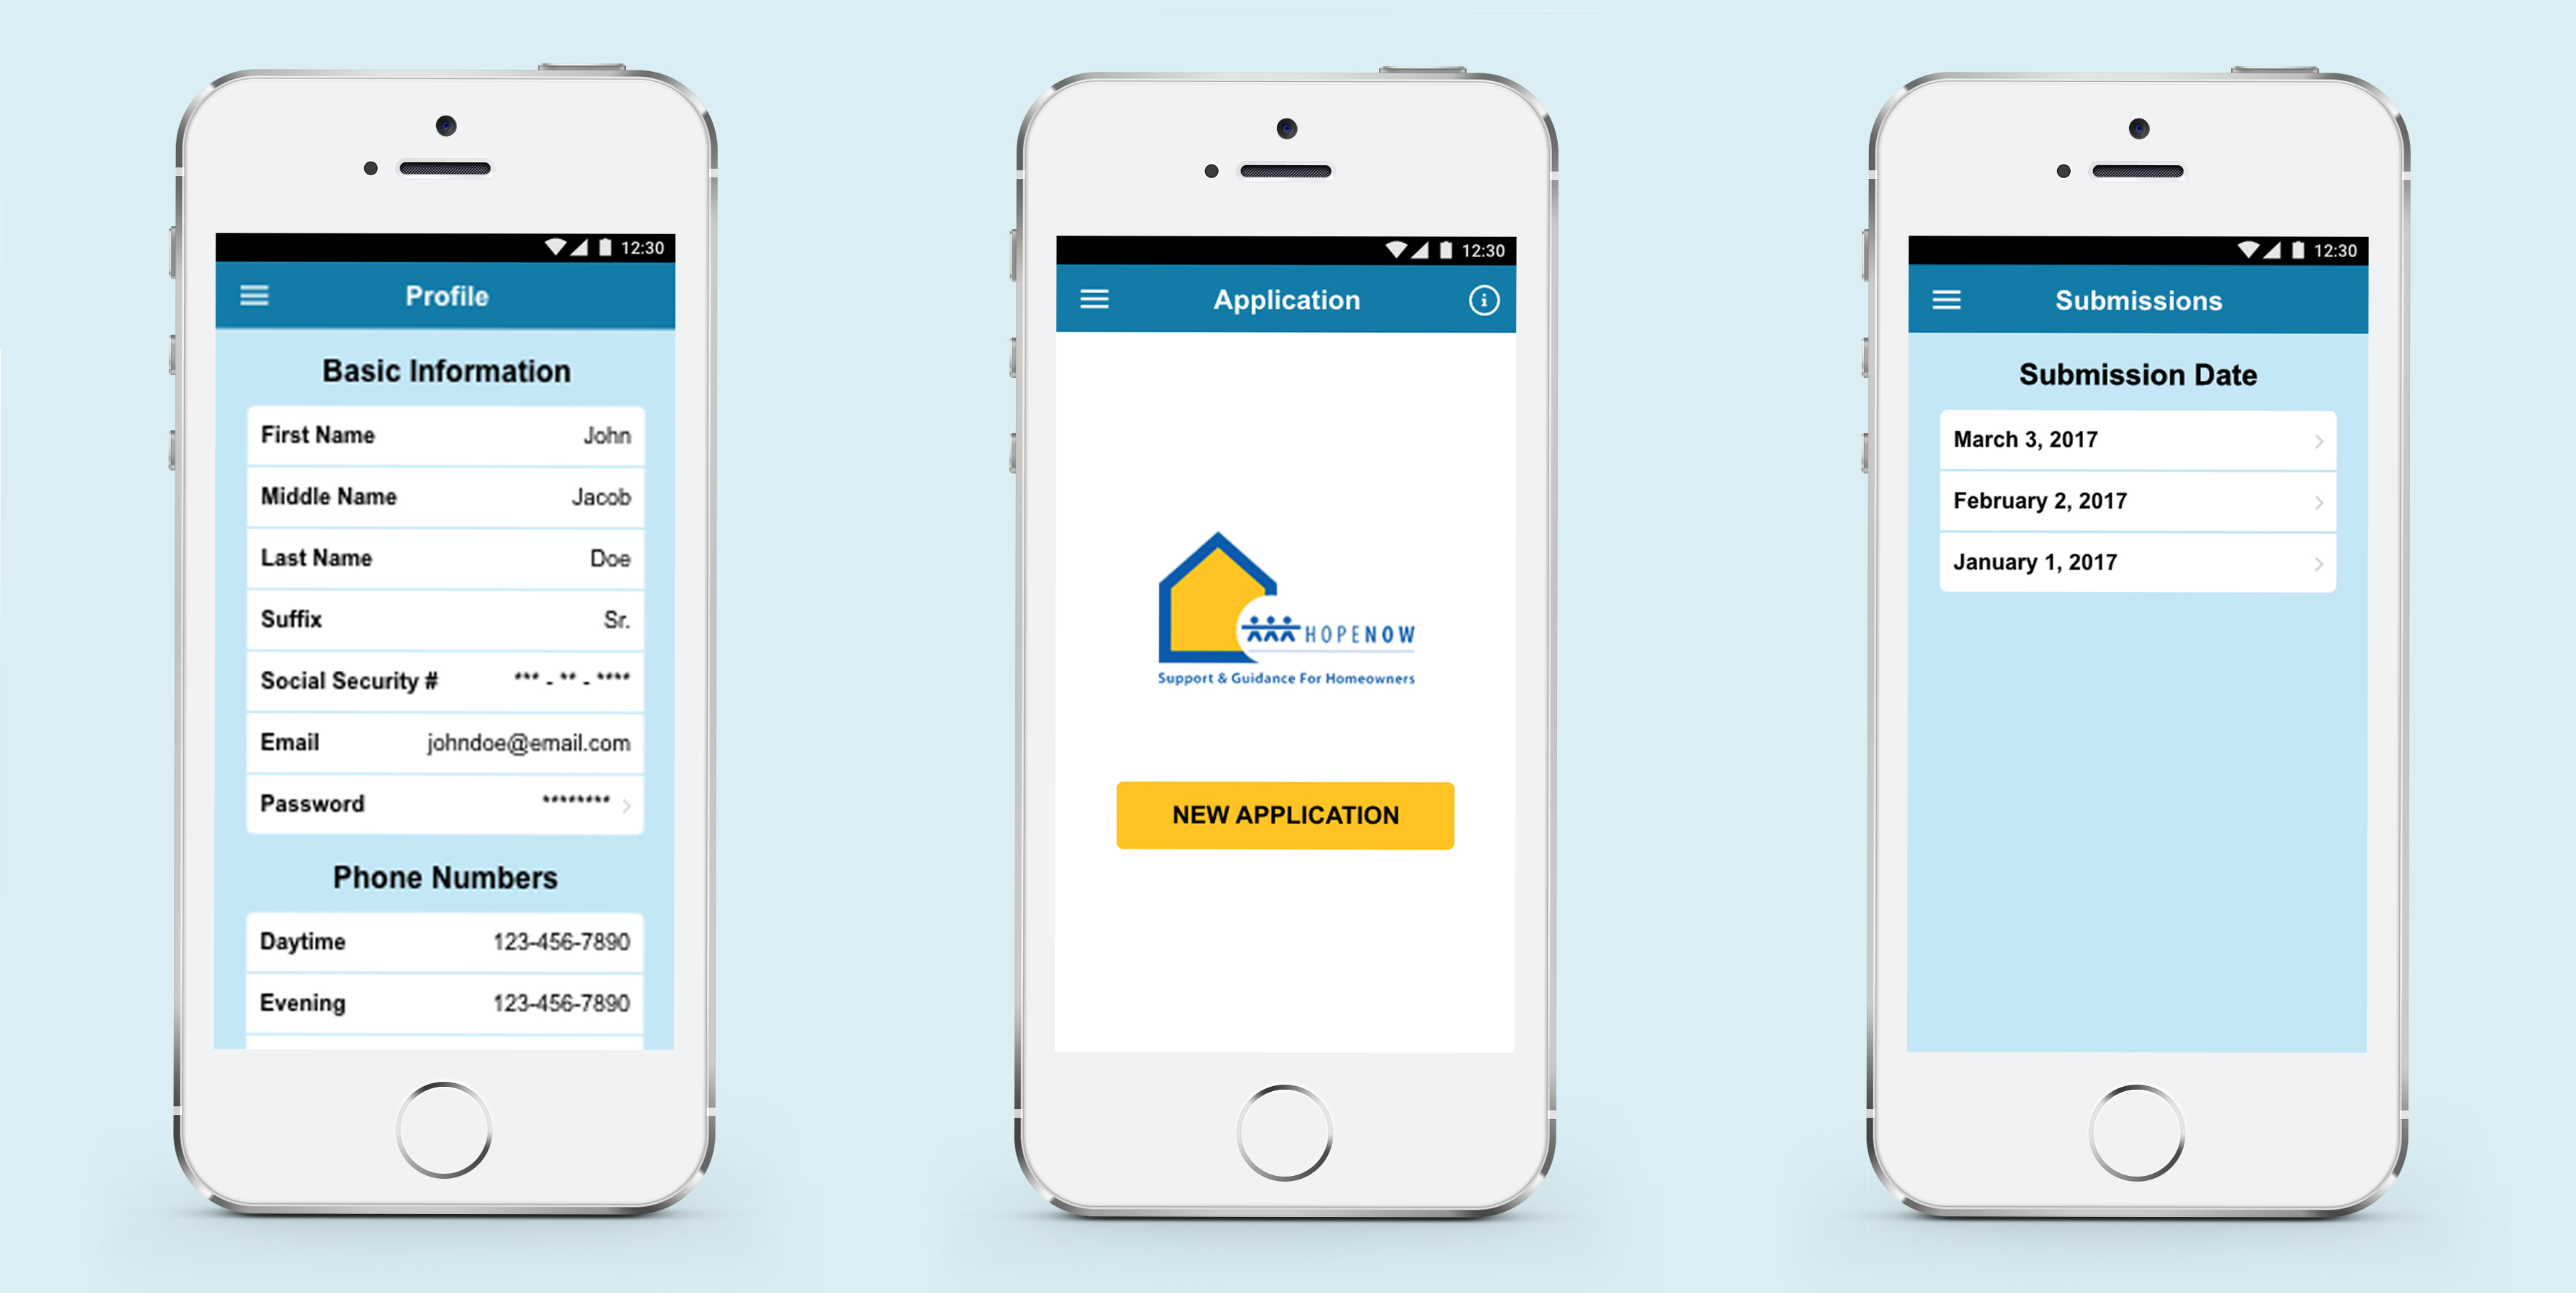 12:30
Profile
Basic Information
First Name John
Middle Name Jacob
Last Name Doe
Suffix Sr.
Social Security # *** - ** - ****
Email johndoe@email.com
Password ********
Phone Numbers
Daytime 123-456-7890
Evening 123-456-7890
12:30
Application
HOPENOW
Support & Guidance For Homeowners
NEW APPLICATION
12:30
Submissions
Submission Date
March 3, 2017
February 2, 2017
January 1, 2017